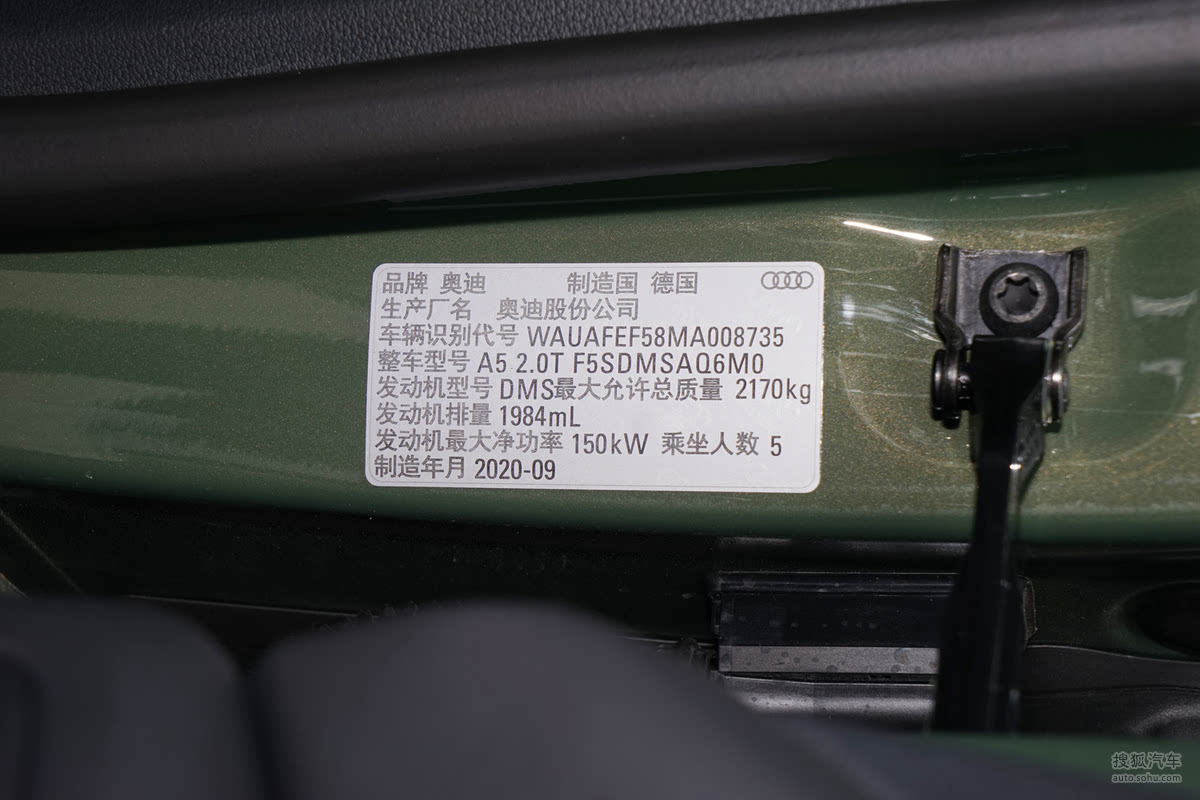 品牌 奥迪 制造国 德国
生产厂名 奥迪股份公司
车辆识别代号 WAUAFEF58MA008735
整车型号 A5 2.0T F5SDMSAQ6M0
发动机型号 DMS最大允许总质量 2170kg
发动机排量 1984mL
发动机最大净功率 150kW 乘坐人数 5
制造年月 2020-09
搜狐汽车
auto.sohu.com